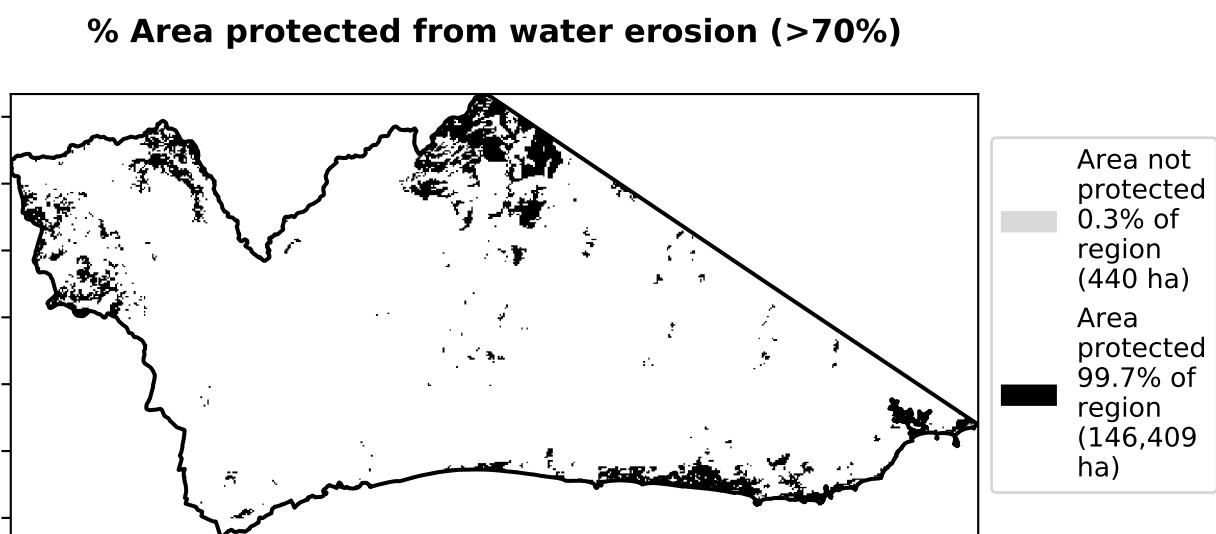 % Area protected from water erosion (>70%)
Area not
protected
0.3% of
region
(440 ha)
Area
protected
99.7% of
region
(146,409
ha)